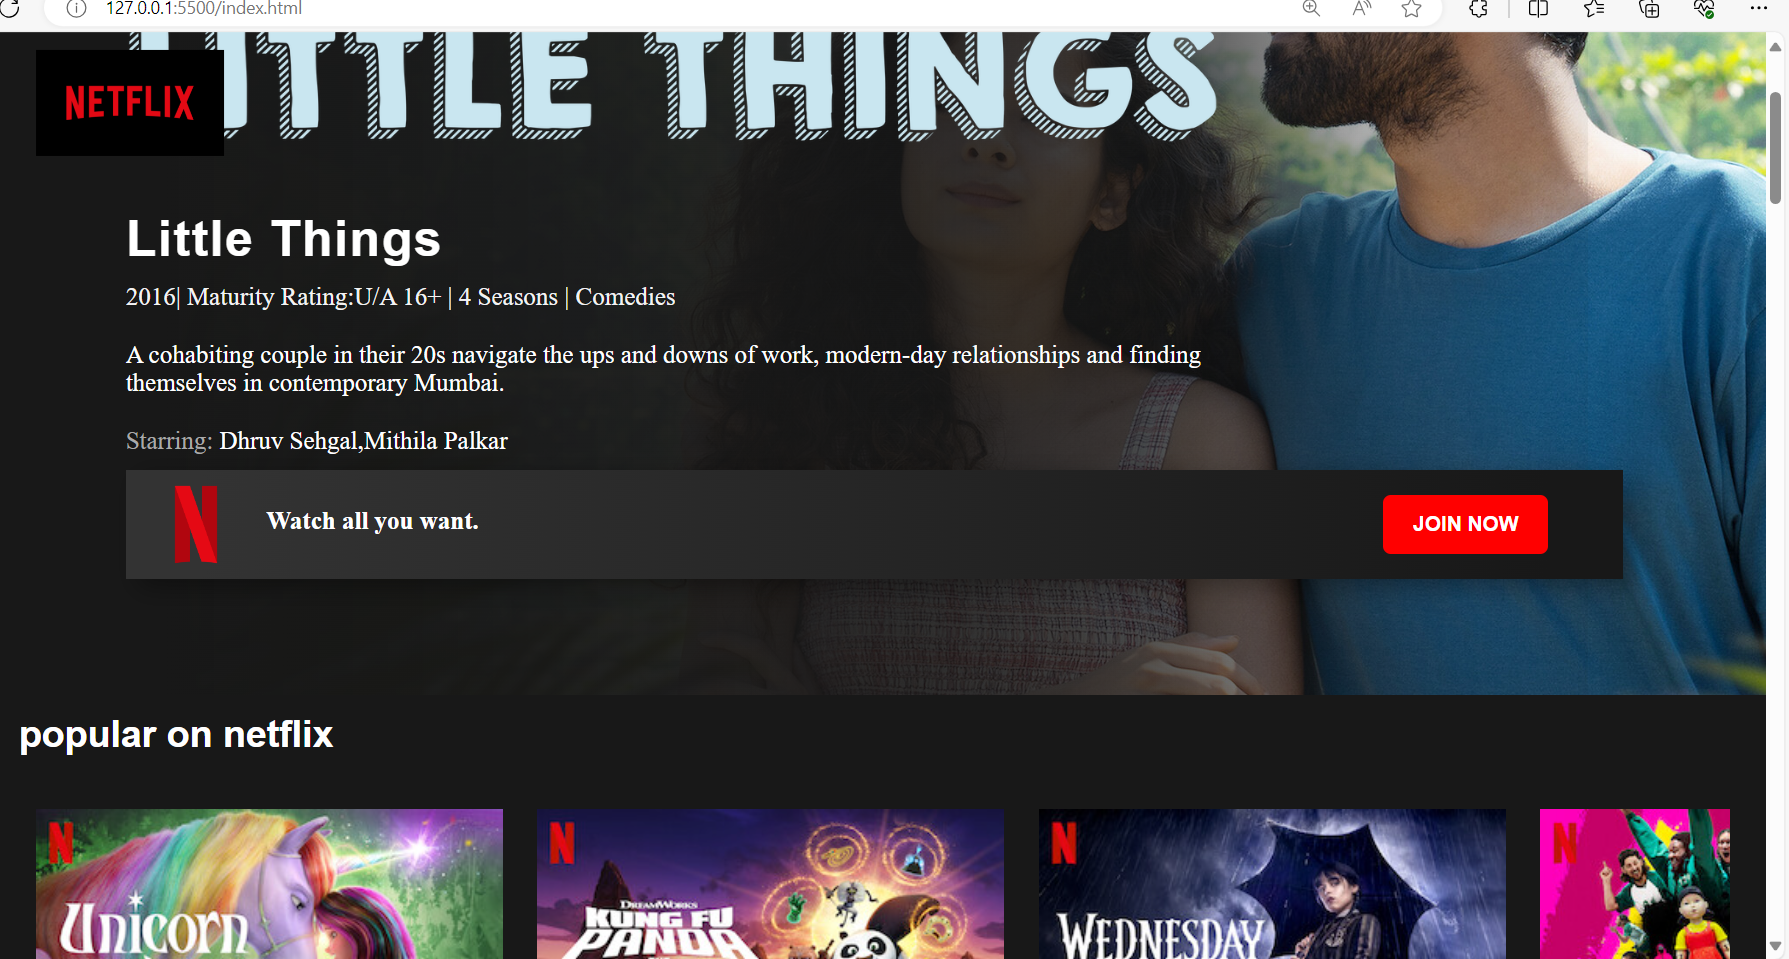 127.0.0.1:5500/index.html
LITTLE THINGS
NETFLIX
Little Things
2016| Maturity Rating:U/A 16+ | 4 Seasons | Comedies
A cohabiting couple in their 20s navigate the ups and downs of work, modern-day relationships and finding
themselves in contemporary Mumbai.
Starring: Dhruv Sehgal,Mithila Palkar
N
Watch all you want.
JOIN NOW
popular on netflix
N
N
N
N
Unicorn
DREAMWORKS
KUNG FU
PANDA
WEDNESDAY